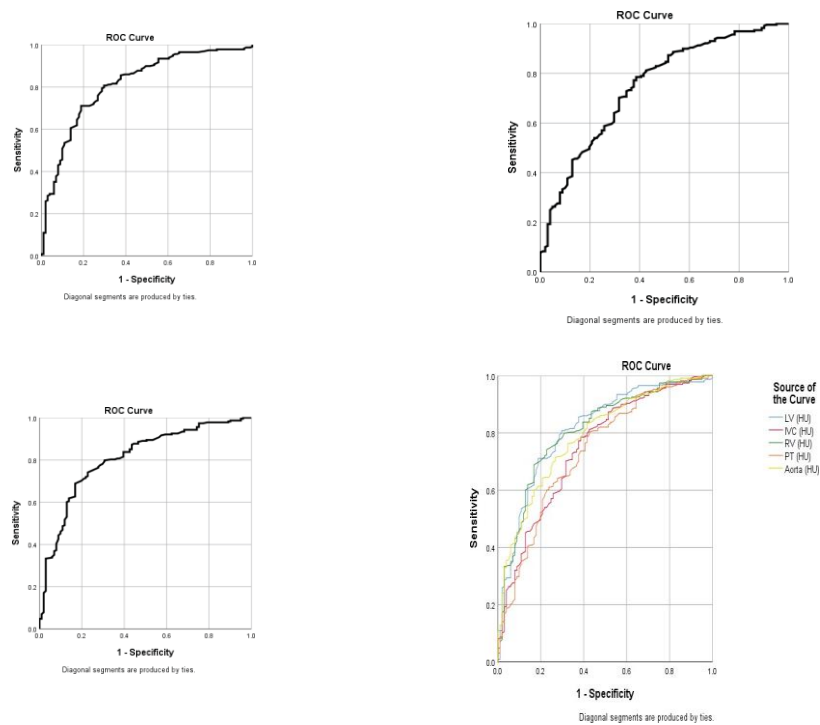 ROC Curve
1.0
0.8
0.6
0.4
0.2
0.0
Sensitivity
0.0 0.2 0.4 0.6 0.8 1.0
1 - Specificity
Diagonal segments are produced by ties.
ROC Curve
1.0
0.8
0.6
0.4
0.2
0.0
Sensitivity
0.0 0.2 0.4 0.6 0.8 1.0
1 - Specificity
Diagonal segments are produced by ties.
ROC Curve
1.0
0.8
0.6
0.4
0.2
0.0
Sensitivity
0.0 0.2 0.4 0.6 0.8 1.0
1 - Specificity
Diagonal segments are produced by ties.
ROC Curve
1.0
0.8
0.6
0.4
0.2
0.0
Sensitivity
0.0 0.2 0.4 0.6 0.8 1.0
1 - Specificity
Diagonal segments are produced by ties.
Source of
the Curve
LV (HU)
IVC (HU)
RV (HU)
PT (HU)
Aorta (HU)